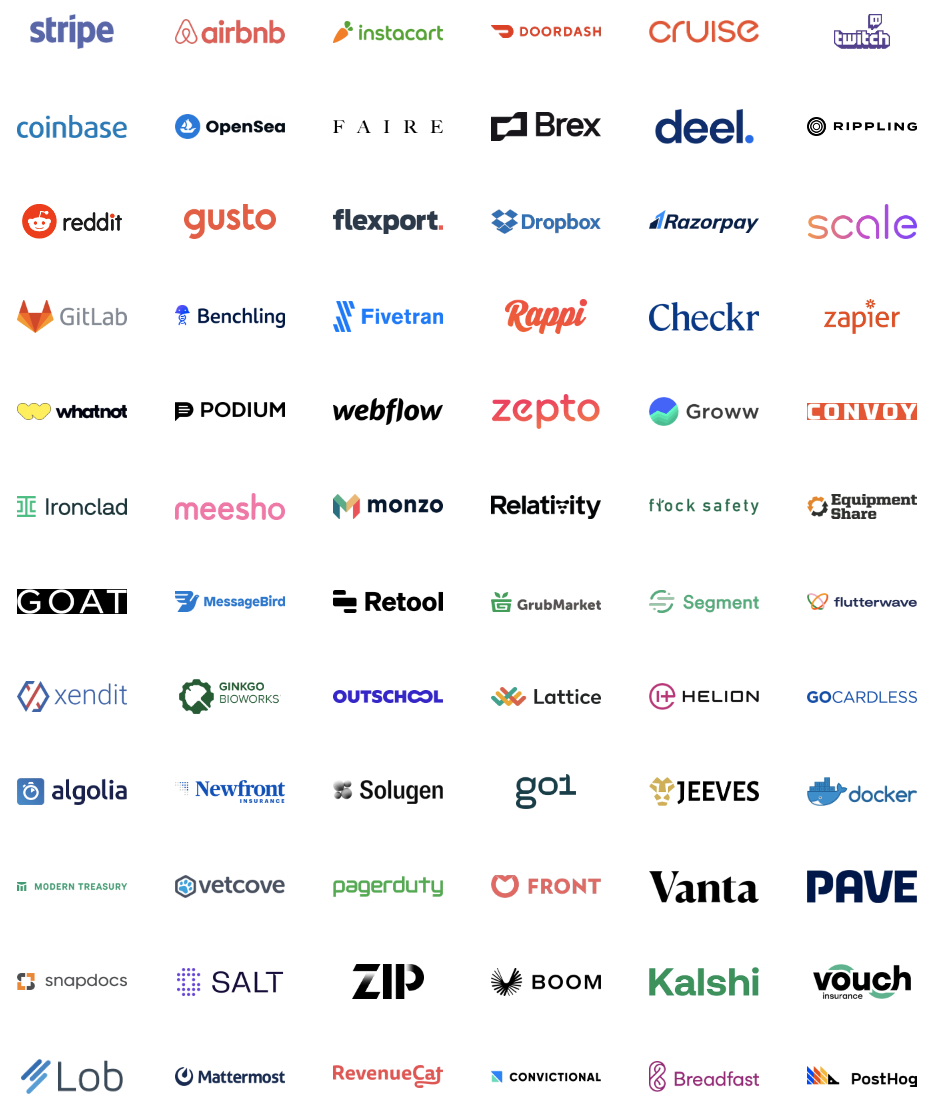 stripe
airbnb
instacart
DOORDASH
cruise
twitch
coinbase
OpenSea
FAIRE
Brex
deel.
RIPPLING
reddit
gusto
flexport.
Dropbox
Razorpay
scale
GitLab
Benchling
Fivetran
Rappi
Checkr
zapier
whatnot
PODIUM
webflow
zepto
Groww
CONVOY
Ironclad
meesho
monzo
Relativity
flock safety
Equipment
Share
GOAT
MessageBird
Retool
GrubMarket
Segment
flutterwave
xendit
GINKGO
BIOWORKS
OUTSCHOOL
Lattice
HELION
GOCARDLESS
algolia
Newfront
INSURANCE
Solugen
go1
JEEVES
docker
MODERN TREASURY
vetcove
pagerduty
FRONT
Vanta
PAVE
snapdocs
SALT
ZIP
BOOM
Kalshi
vouch
insurance
Lob
Mattermost
RevenueCat
CONVICTIONAL
Breadfast
PostHog